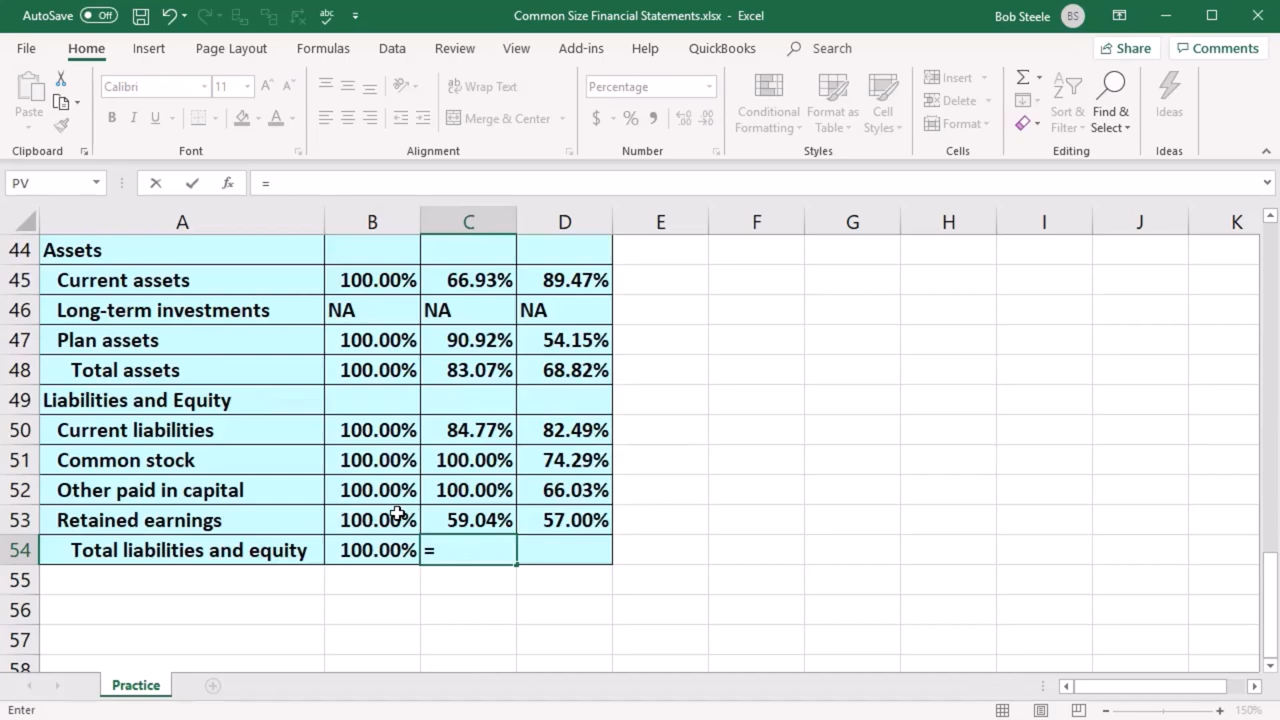 AutoSave Off Common Size Financial Statements.xlsx - Excel Bob Steele BS
File Home Insert Page Layout Formulas Data Review View Add-ins Help QuickBooks Search Share Comments
Calibri 11 Wrap Text Percentage Insert
Paste B I U Merge & Center $ % Conditional Formatting Format as Table Cell Styles Delete Sort & Filter Find & Select Ideas
Format
Clipboard Font Alignment Number Styles Cells Editing Ideas
PV fx =
A B C D E F G H I J K
44 Assets
45 Current assets 100.00% 66.93% 89.47%
46 Long-term investments NA NA NA
47 Plan assets 100.00% 90.92% 54.15%
48 Total assets 100.00% 83.07% 68.82%
49 Liabilities and Equity
50 Current liabilities 100.00% 84.77% 82.49%
51 Common stock 100.00% 100.00% 74.29%
52 Other paid in capital 100.00% 100.00% 66.03%
53 Retained earnings 100.00% 59.04% 57.00%
54 Total liabilities and equity 100.00% =
55
56
57
58
Practice
Enter 150%